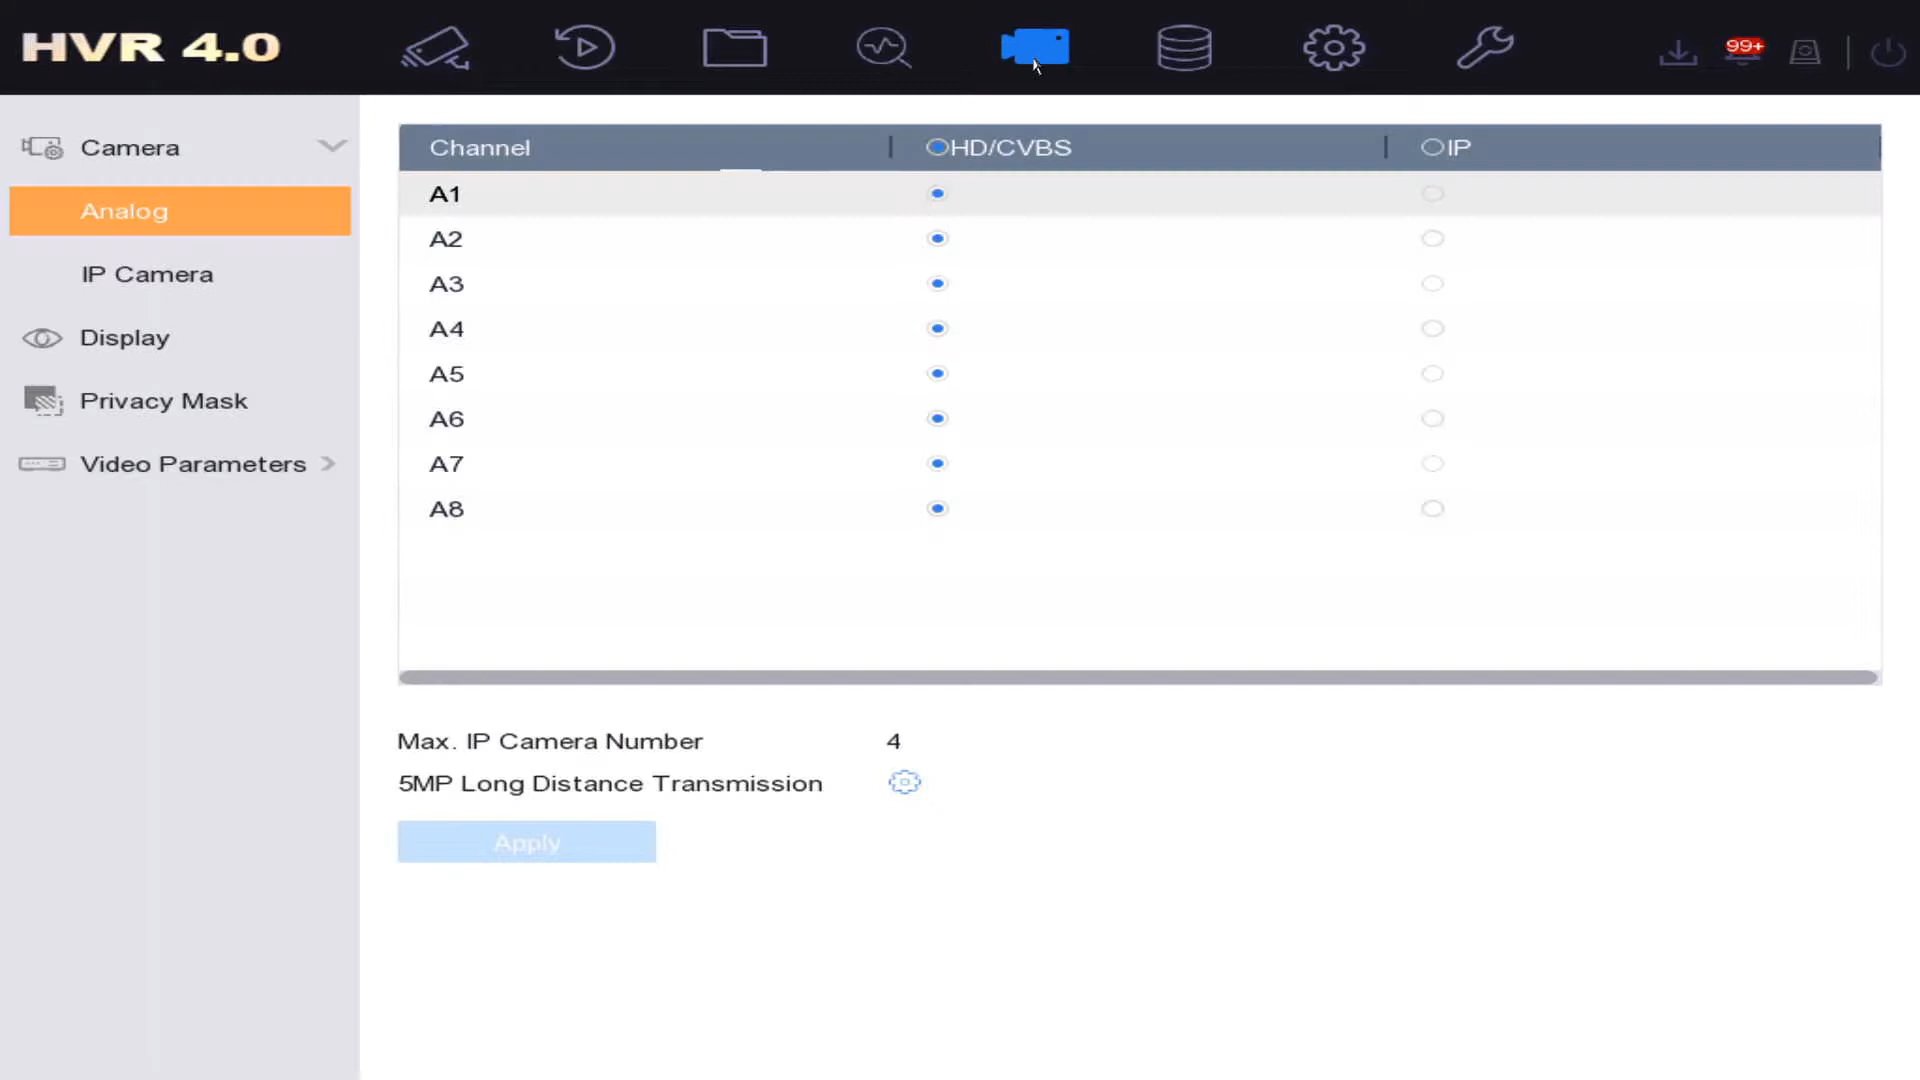 HVR 4.0
99+
Camera
Analog
IP Camera
Display
Privacy Mask
Video Parameters
Channel HD/CVBS IP
A1
A2
A3
A4
A5
A6
A7
A8
Max. IP Camera Number 4
5MP Long Distance Transmission
Apply